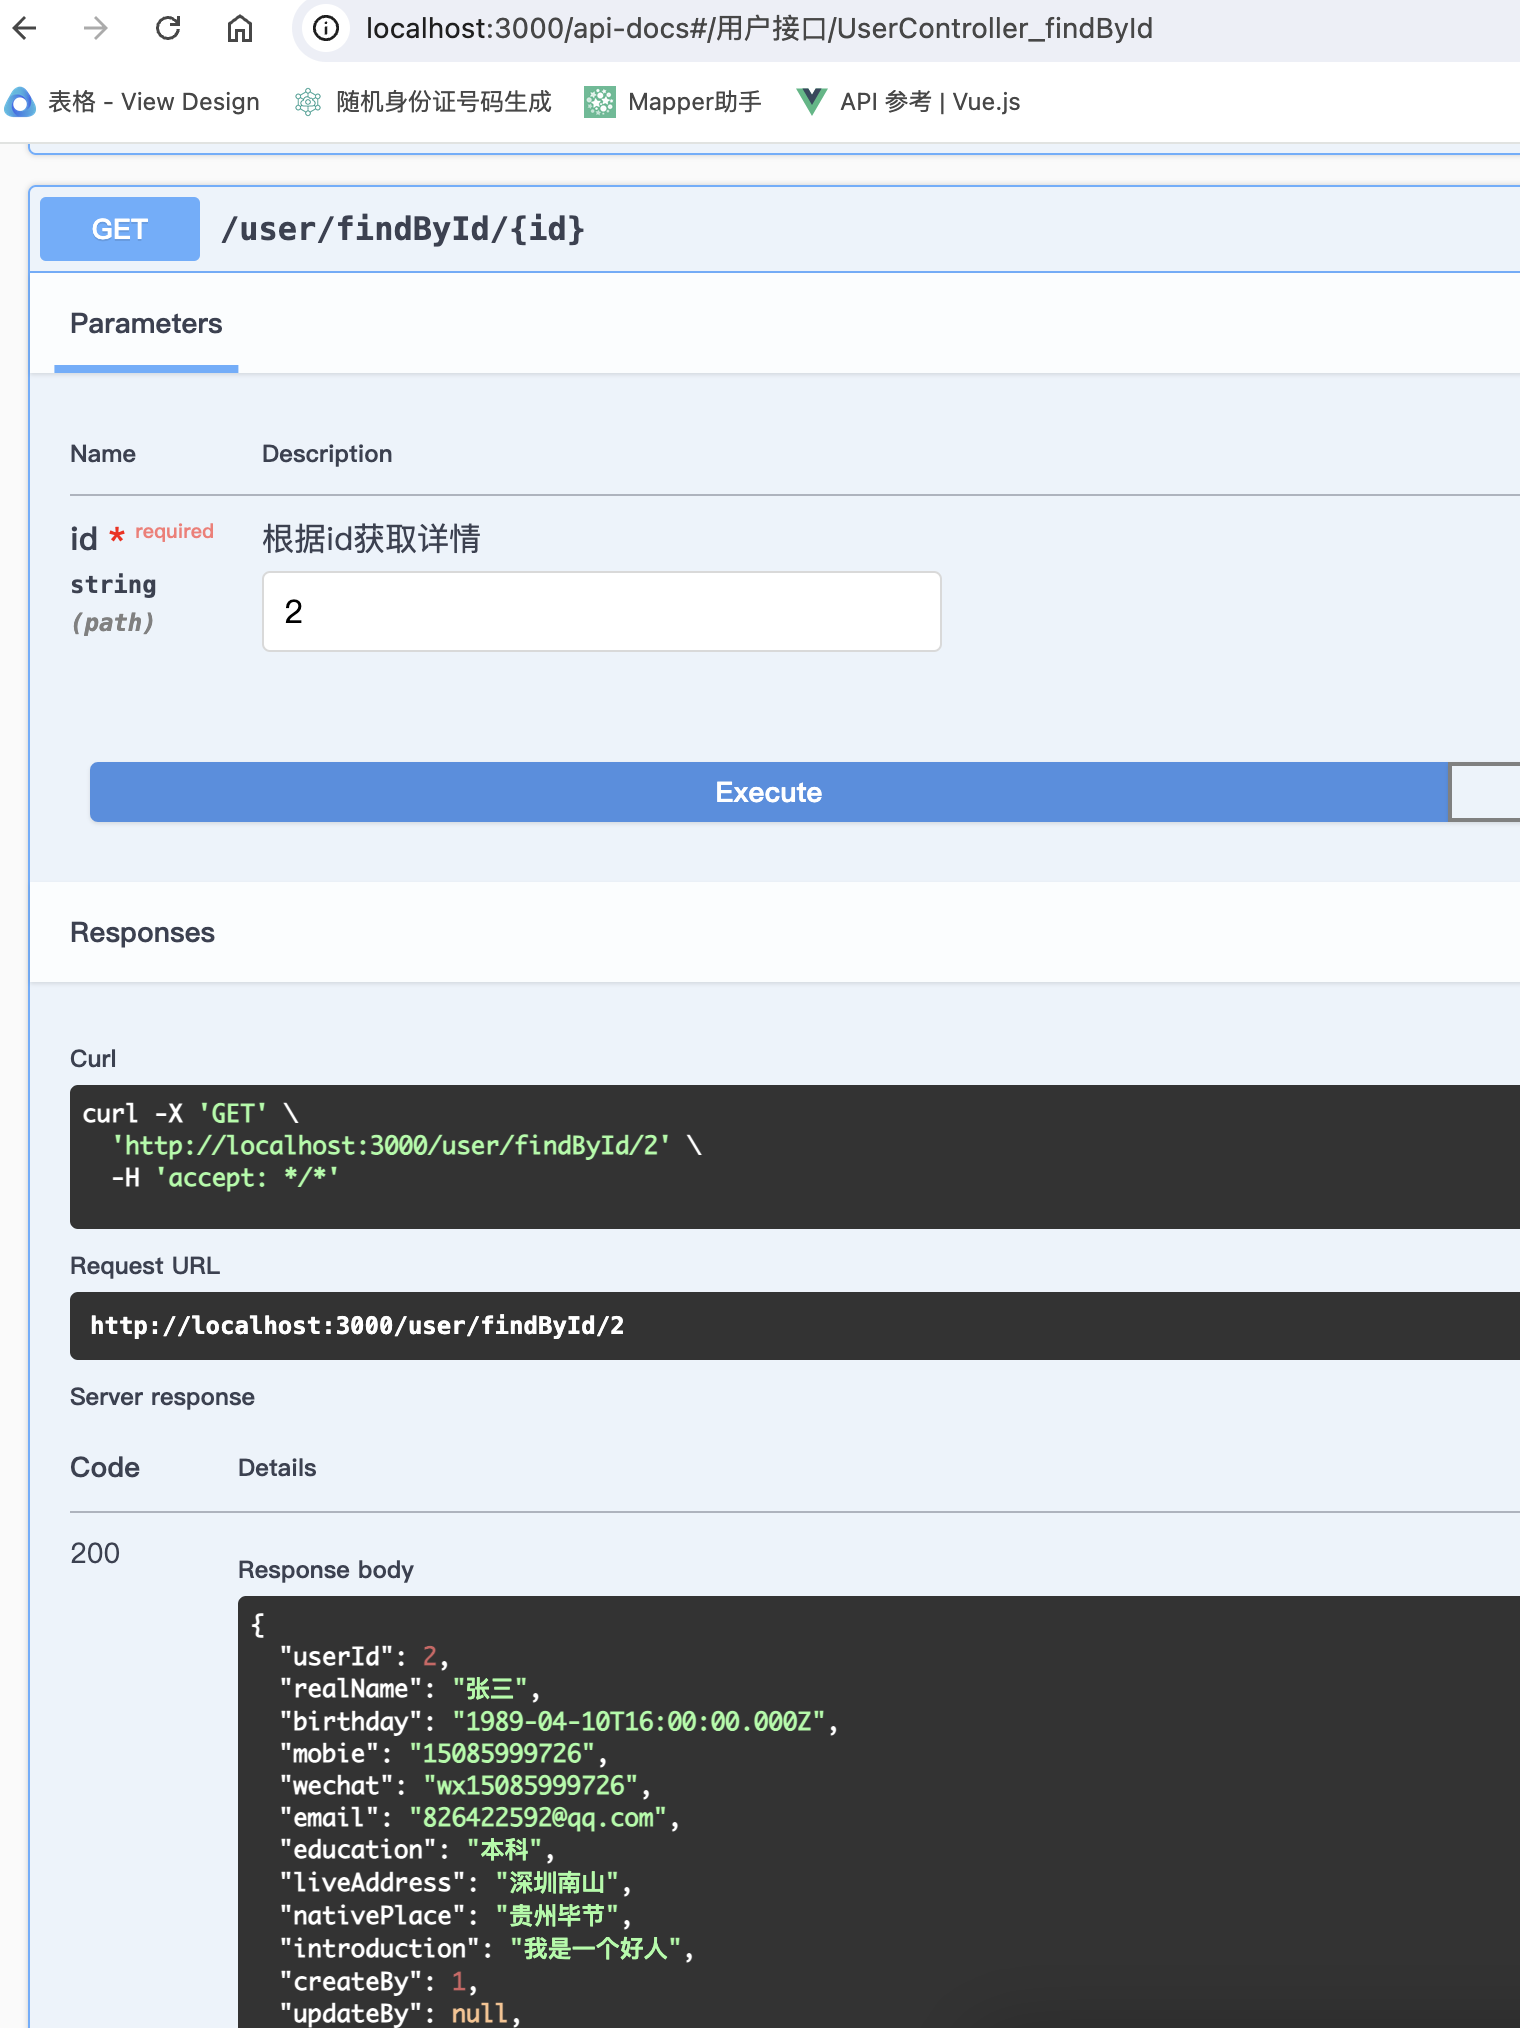 localhost:3000/api-docs#/用户接口/UserController_findById
表格 - View Design 随机身份证号码生成 Mapper助手 API 参考 | Vue.js
GET /user/findById/{id}
Parameters
Name Description
id * required 根据id获取详情
string
(path)
2
Execute
Responses
Curl
curl -X 'GET' \
'http://localhost:3000/user/findById/2' \
-H 'accept: */*'
Request URL
http://localhost:3000/user/findById/2
Server response
Code Details
200
Response body
{
"userId": 2,
"realName": "张三",
"birthday": "1989-04-10T16:00:00.000Z",
"mobie": "15085999726",
"wechat": "wx15085999726",
"email": "826422592@qq.com",
"education": "本科",
"liveAddress": "深圳南山",
"nativePlace": "贵州毕节",
"introduction": "我是一个好人",
"createBy": 1,
"updateBy": null,